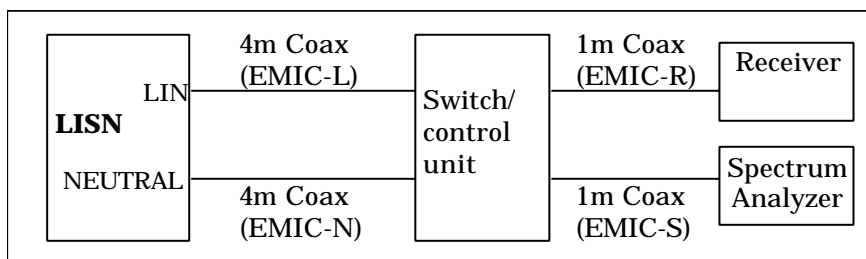 4m Coax
(EMIC-L)
1m Coax
(EMIC-R)
Receiver
LIN
LISN
Switch/
control
unit
NEUTRAL
4m Coax
(EMIC-N)
1m Coax
(EMIC-S)
Spectrum
Analyzer